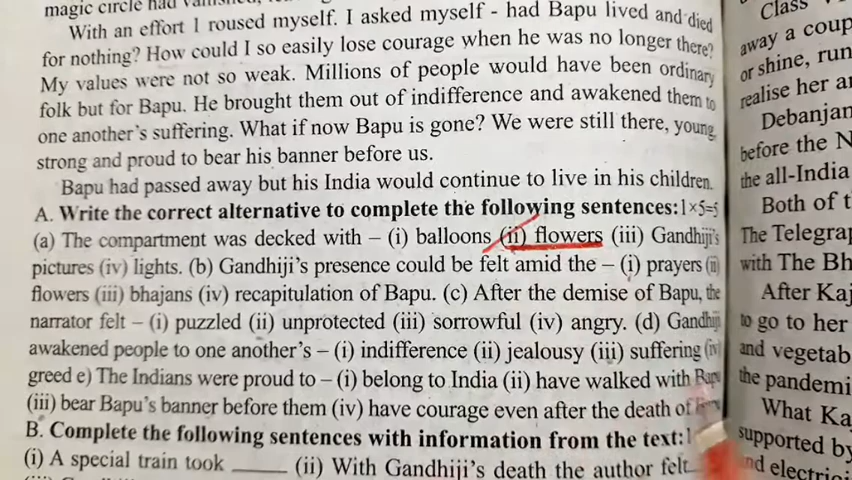 magic circle had
With an effort I roused myself. I asked myself - had Bapu lived and died
for nothing? How could I so easily lose courage when he was no longer there?
My values were not so weak. Millions of people would have been ordinary
folk but for Bapu. He brought them out of indifference and awakened them to
one another's suffering. What if now Bapu is gone? We were still there, young,
strong and proud to bear his banner before us.
Bapu had passed away but his India would continue to live in his children.
A. Write the correct alternative to complete the following sentences:1×5=5
(a) The compartment was decked with – (i) balloons (ii) flowers (iii) Gandhiji's
pictures (iv) lights. (b) Gandhiji's presence could be felt amid the – (i) prayers (ii)
flowers (iii) bhajans (iv) recapitulation of Bapu. (c) After the demise of Bapu, the
narrator felt – (i) puzzled (ii) unprotected (iii) sorrowful (iv) angry. (d) Gandhiji
awakened people to one another's – (i) indifference (ii) jealousy (iii) suffering (iv)
greed e) The Indians were proud to – (i) belong to India (ii) have walked with Bapu
(iii) bear Bapu's banner before them (iv) have courage even after the death of
B. Complete the following sentences with information from the text:1
(i) A special train took _____ (ii) With Gandhiji's death the author felt
Class
away a coup
or shine, run
realise her
Debanjan
before the N
the all-India
Both of t
The Telegrap
with The Bh
After Kaj
to go to her
and vegetab
the pandemi
What Ka
supported by
and electri